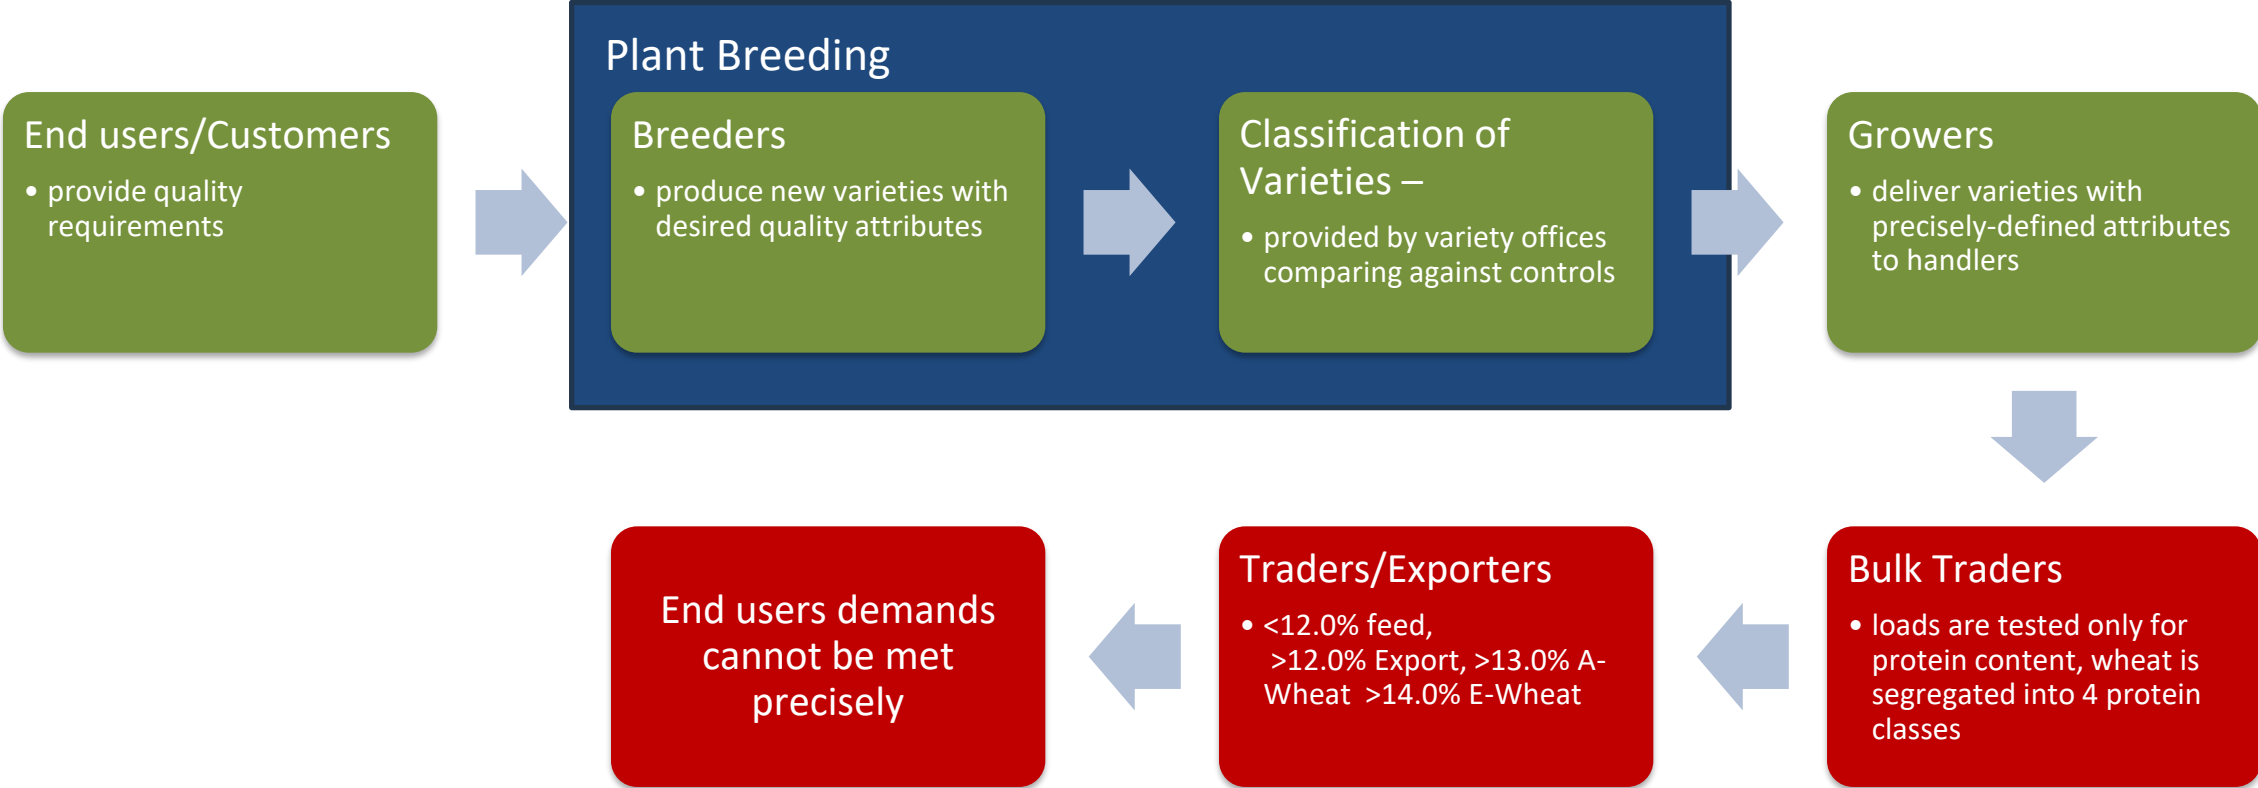 Plant Breeding
End users/Customers
• provide quality
requirements
Breeders
• produce new varieties with
desired quality attributes
Classification of
Varieties –
• provided by variety offices
comparing against controls
Growers
• deliver varieties with
precisely-defined attributes
to handlers
Bulk Traders
• loads are tested only for
protein content, wheat is
segregated into 4 protein
classes
Traders/Exporters
• <12.0% feed,
>12.0% Export, >13.0% A-
Wheat >14.0% E-Wheat
End users demands
cannot be met
precisely